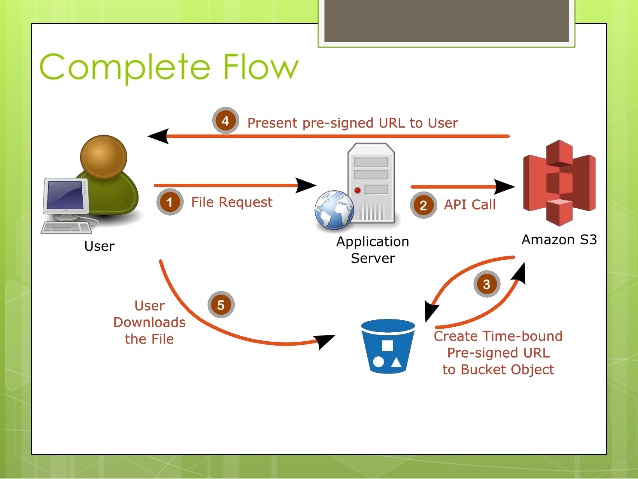 Complete Flow
4 Present pre-signed URL to User
1 File Request
2 API Call
User
Application
Server
Amazon S3
3
5
User
Downloads
the File
Create Time-bound
Pre-signed URL
to Bucket Object